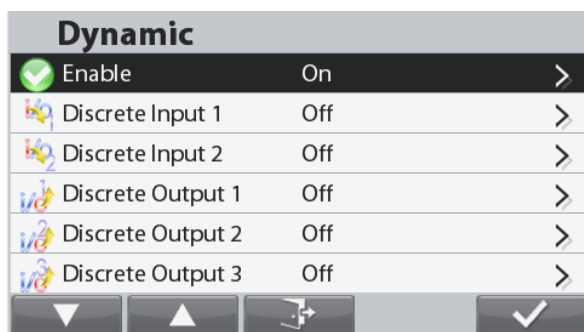 Dynamic
Enable On
Discrete Input 1 Off
Discrete Input 2 Off
Discrete Output 1 Off
Discrete Output 2 Off
Discrete Output 3 Off